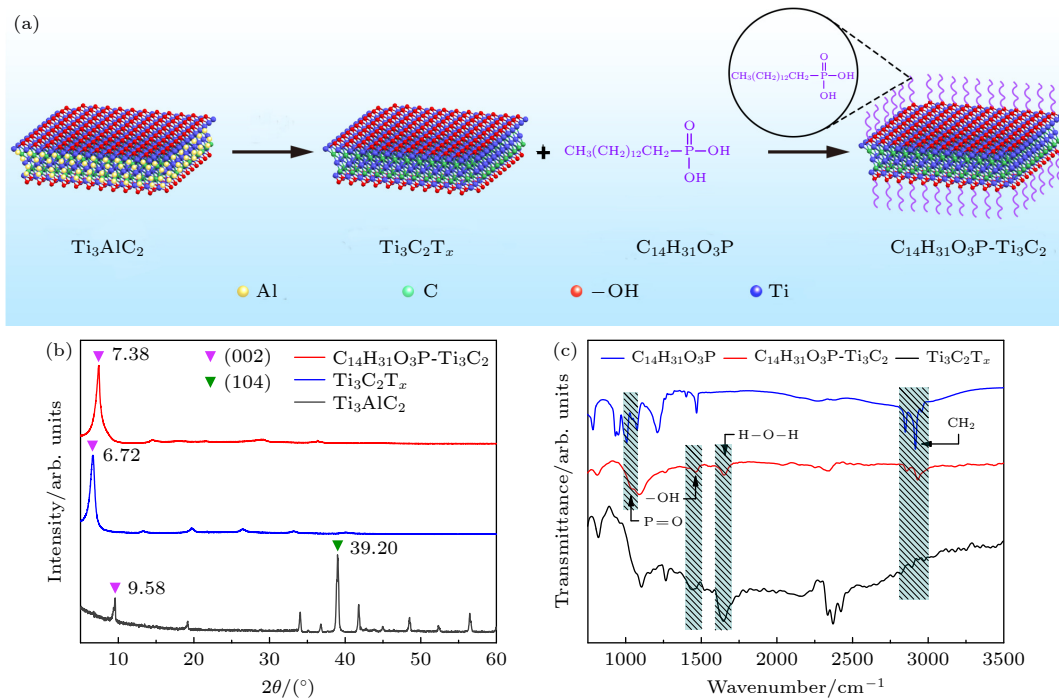 (a)
O
CH₃(CH₂)₁₂CH₂−P−OH
OH
O
CH₃(CH₂)₁₂CH₂−P−OH
OH
+
Ti₃AlC₂
Ti₃C₂Tₓ
C₁₄H₃₁O₃P
C₁₄H₃₁O₃P-Ti₃C₂
Al
C
−OH
Ti
(b)
7.38
(002)
(104)
C₁₄H₃₁O₃P-Ti₃C₂
Ti₃C₂Tₓ
Ti₃AlC₂
6.72
39.20
9.58
Intensity/arb. units
10 20 30 40 50 60
2θ/(°)
(c)
C₁₄H₃₁O₃P
C₁₄H₃₁O₃P-Ti₃C₂
Ti₃C₂Tₓ
CH₂
H−O−H
−OH
P=O
Transmittance/arb. units
1000 1500 2000 2500 3000 3500
Wavenumber/cm⁻¹